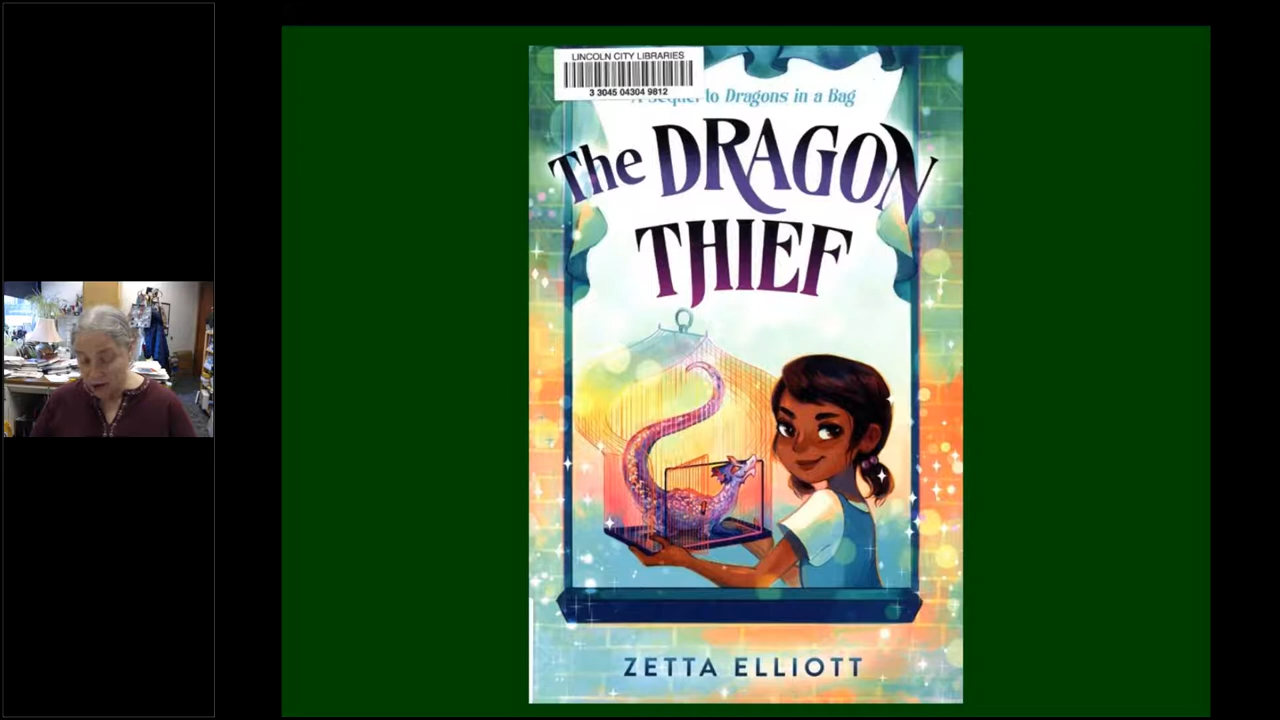 LINCOLN CITY LIBRARIES
3 3045 04304 9812
A Sequel to Dragons in a Bag
The DRAGON
THIEF
ZETTA ELLIOTT